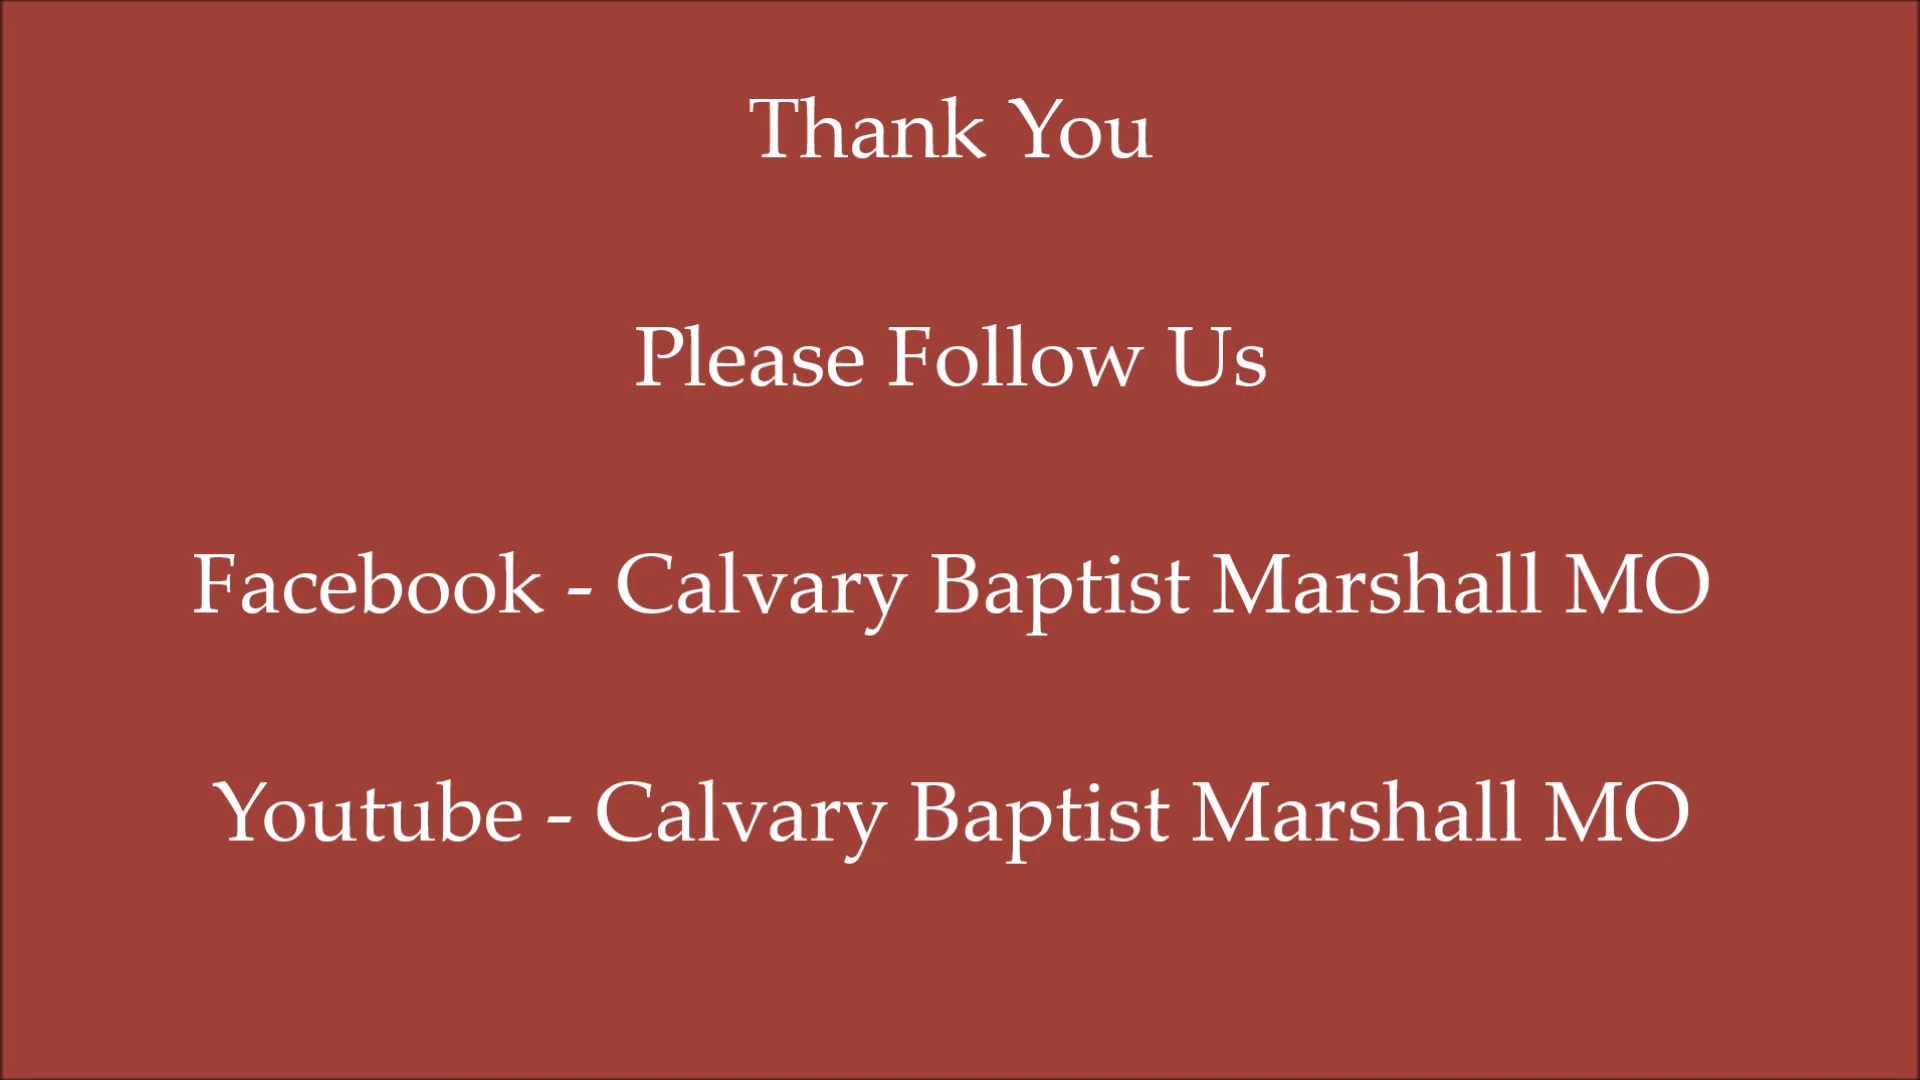 Thank You
Please Follow Us
Facebook - Calvary Baptist Marshall MO
Youtube - Calvary Baptist Marshall MO